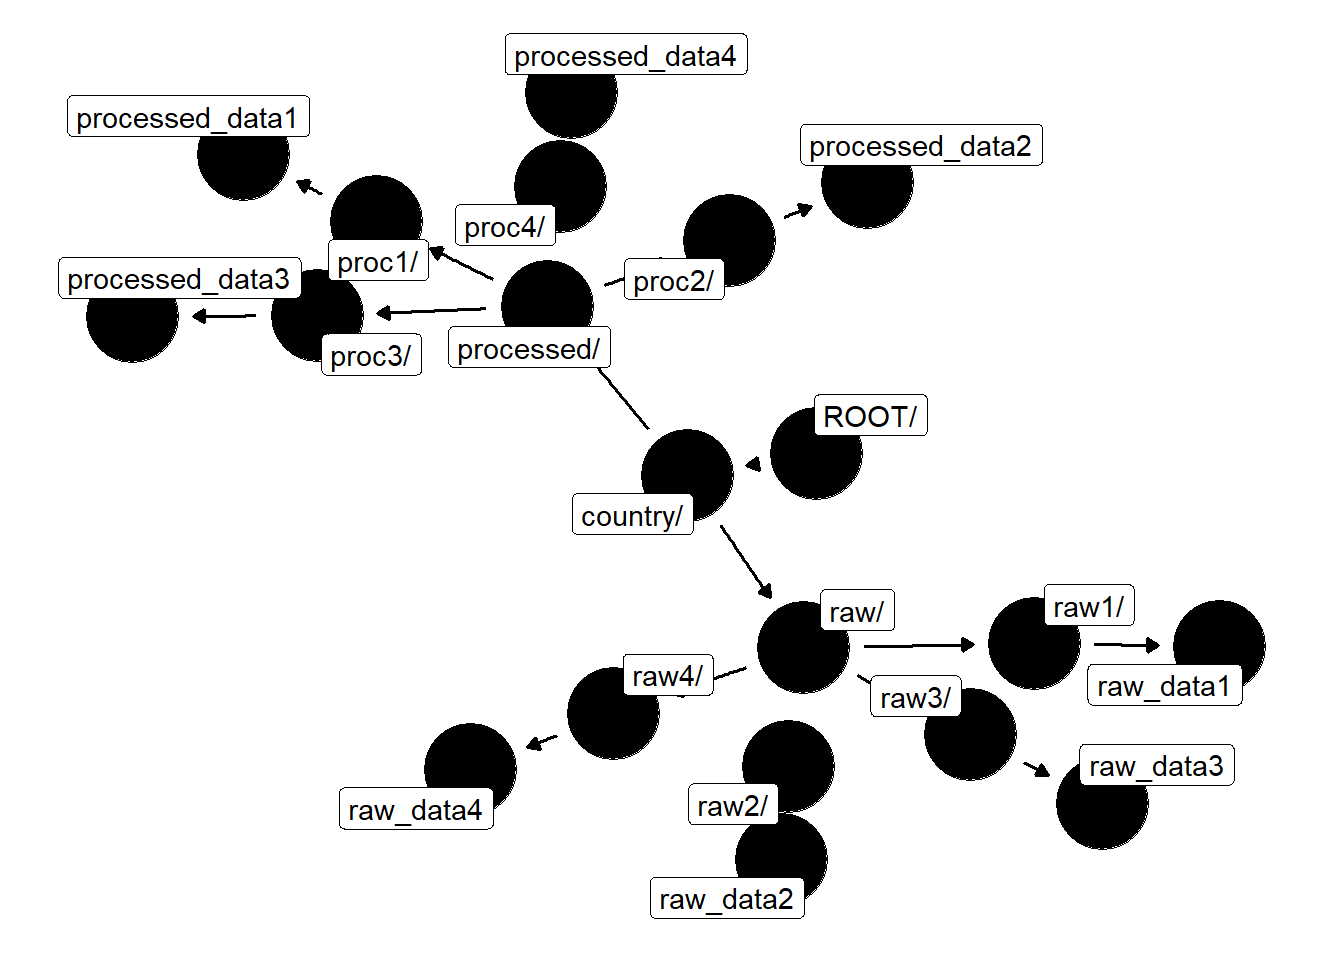 processed_data4
processed_data1
processed_data2
proc4/
proc1/
processed_data3
proc2/
processed/
proc3/
ROOT/
country/
raw1/
raw/
raw4/
raw_data1
raw3/
raw_data3
raw2/
raw_data4
raw_data2